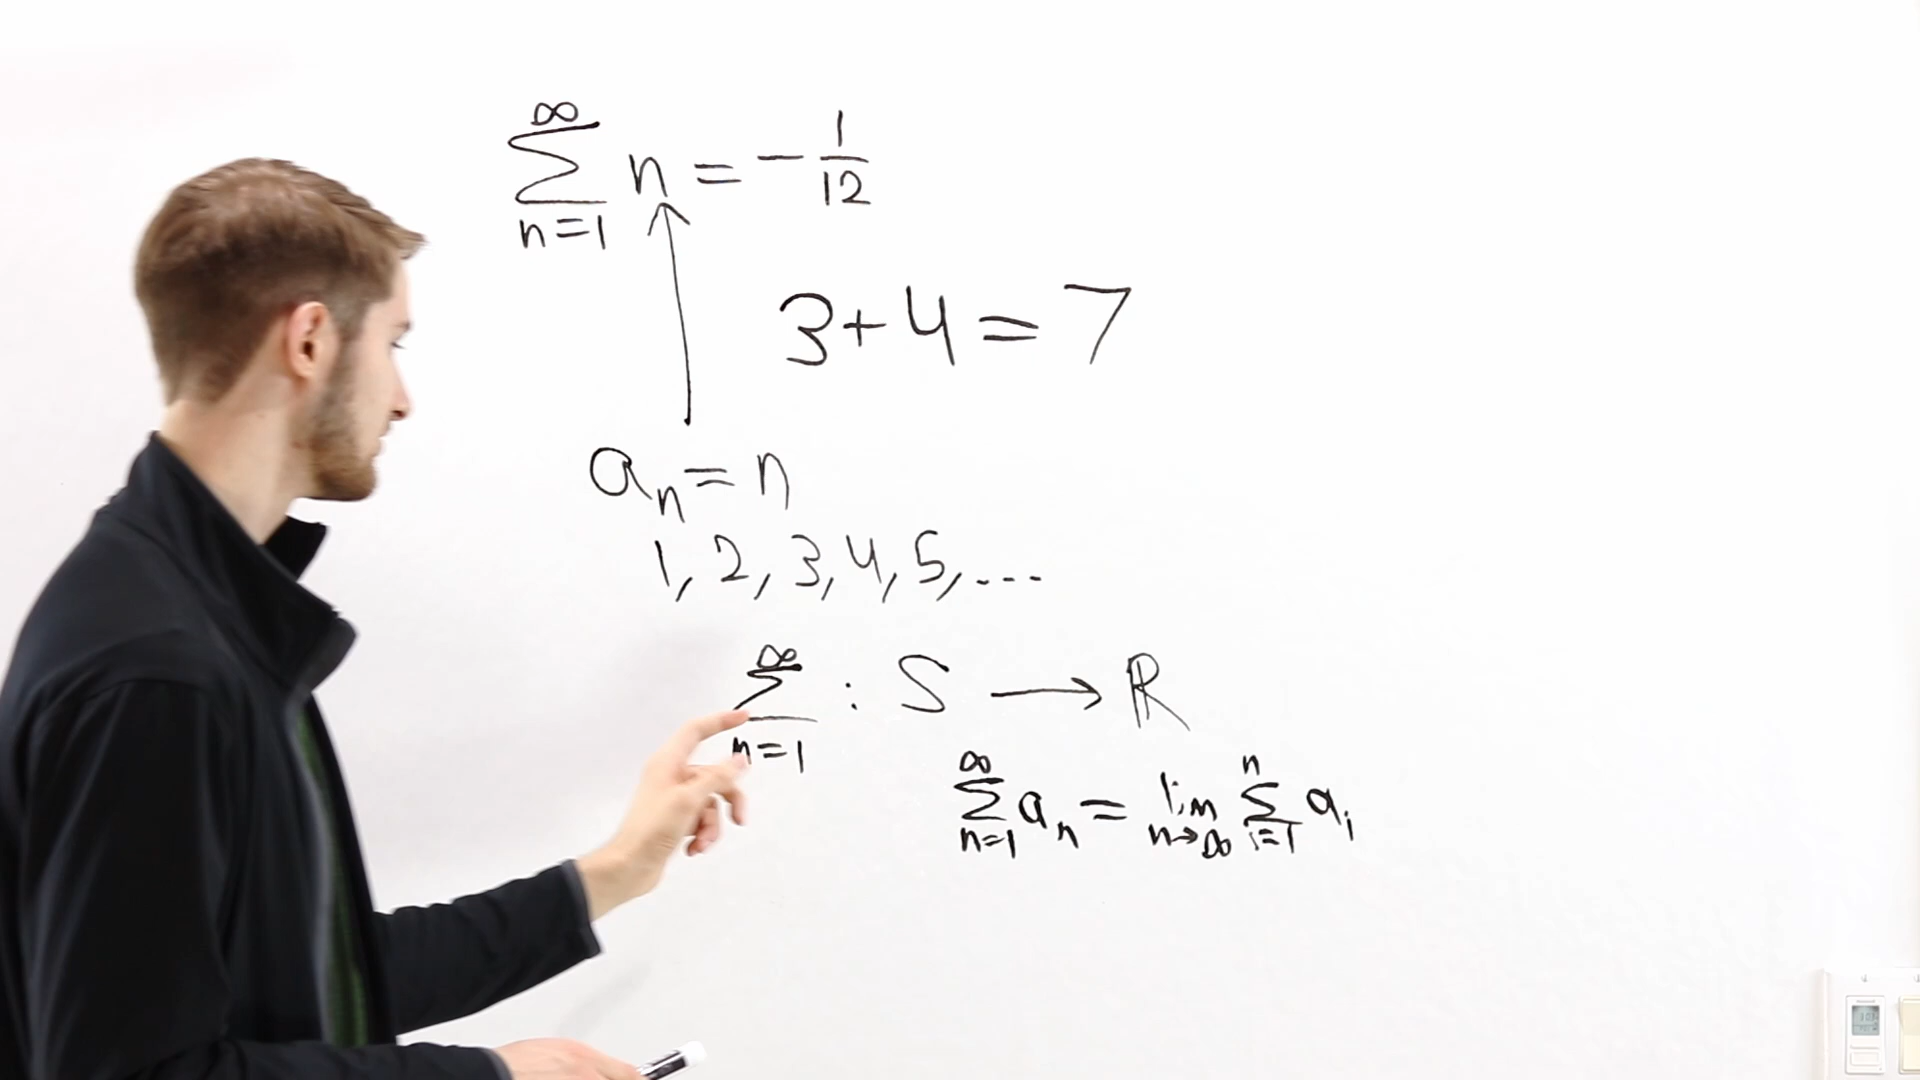 ∞
∑ n = - 1/12
n=1
3+4=7
aₙ = n
1, 2, 3, 4, 5, ...
∞
∑ : S → ℝ
n=1
∞ n
∑ aₙ = lim ∑ aᵢ
n=1 n→∞ i=1